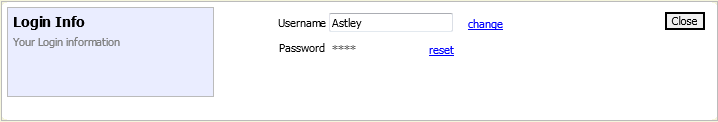 Login Info
Your Login information
Username Astley change
Password **** reset
Close